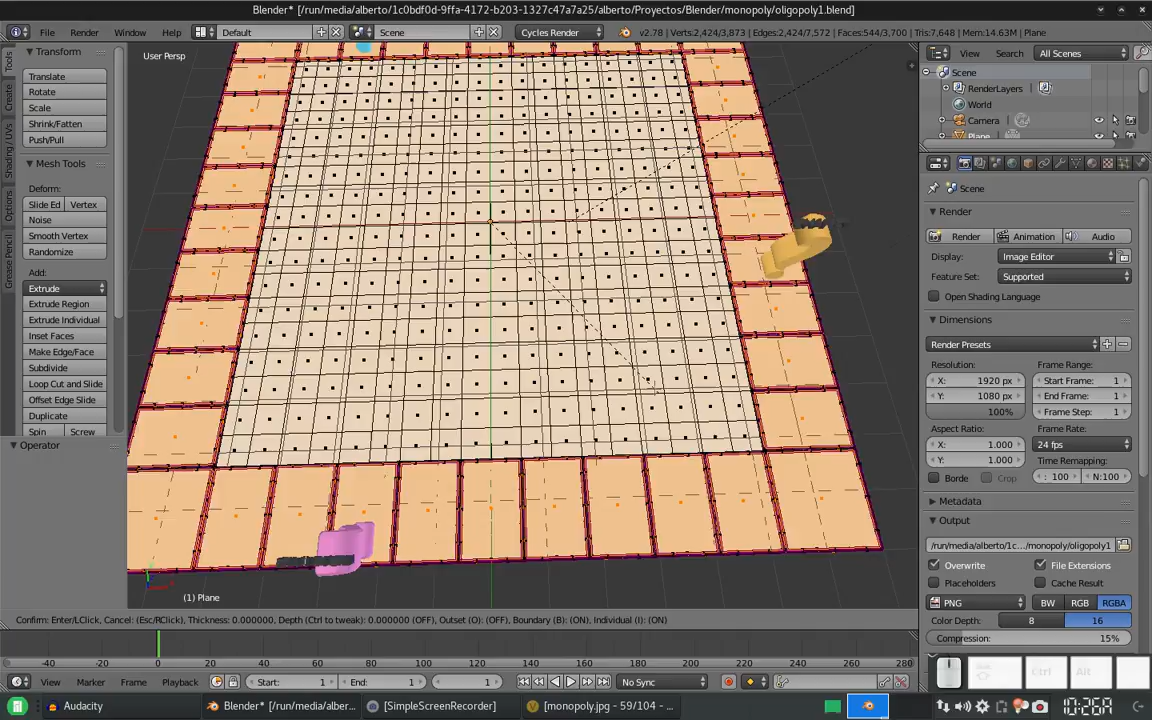 Blender* [/run/media/alberto/1c0bdf0d-9ffa-4172-b203-1327c47a7a25/alberto/Proyectos/Blender/monopoly/oligopoly1.blend]
File Render Window Help Default Scene Cycles Render v2.78 | Verts:2,424/3,873 | Edges:2,424/7,572 | Faces:544/3,700 | Tris:7,648 | Mem:14.63M | Plane
Transform
Translate
Rotate
Scale
Shrink/Fatten
Push/Pull
Mesh Tools
Deform:
Slide Ed Vertex
Noise
Smooth Vertex
Randomize
Add:
Extrude
Extrude Region
Extrude Individual
Inset Faces
Make Edge/Face
Subdivide
Loop Cut and Slide
Offset Edge Slide
Duplicate
Spin Screw
Operator
Tools
Create
Shading / UVs
Options
Grease Pencil
User Persp
(1) Plane
View Search All Scenes
Scene
RenderLayers
World
Camera
Plane
Scene
Render
Render Animation Audio
Display: Image Editor
Feature Set: Supported
Open Shading Language
Dimensions
Render Presets
Resolution: Frame Range:
X: 1920 px Start Frame: 1
Y: 1080 px End Frame: 1
100% Frame Step: 1
Aspect Ratio: Frame Rate:
X: 1.000 24 fps
Y: 1.000 Time Remapping:
Borde Crop : 100 N:100
Metadata
Output
/run/media/alberto/1c... /monopoly/oligopoly1
Overwrite File Extensions
Placeholders Cache Result
PNG BW RGB RGBA
Color Depth: 8 16
Compression: 15%
Confirm: Enter/LClick, Cancel: (Esc/RClick), Thickness: 0.000000, Depth (Ctrl to tweak): 0.000000 (OFF), Outset (O): (OFF), Boundary (B): (ON), Individual (I): (ON)
-40 -20 0 20 40 60 80 100 120 140 160 180 200 220 240 260 280
View Marker Frame Playback Start: 1 End: 1 1 No Sync
Ctrl Alt
Audacity Blender* [/run/media/alber... [SimpleScreenRecorder] [monopoly.jpg - 59/104 - ...